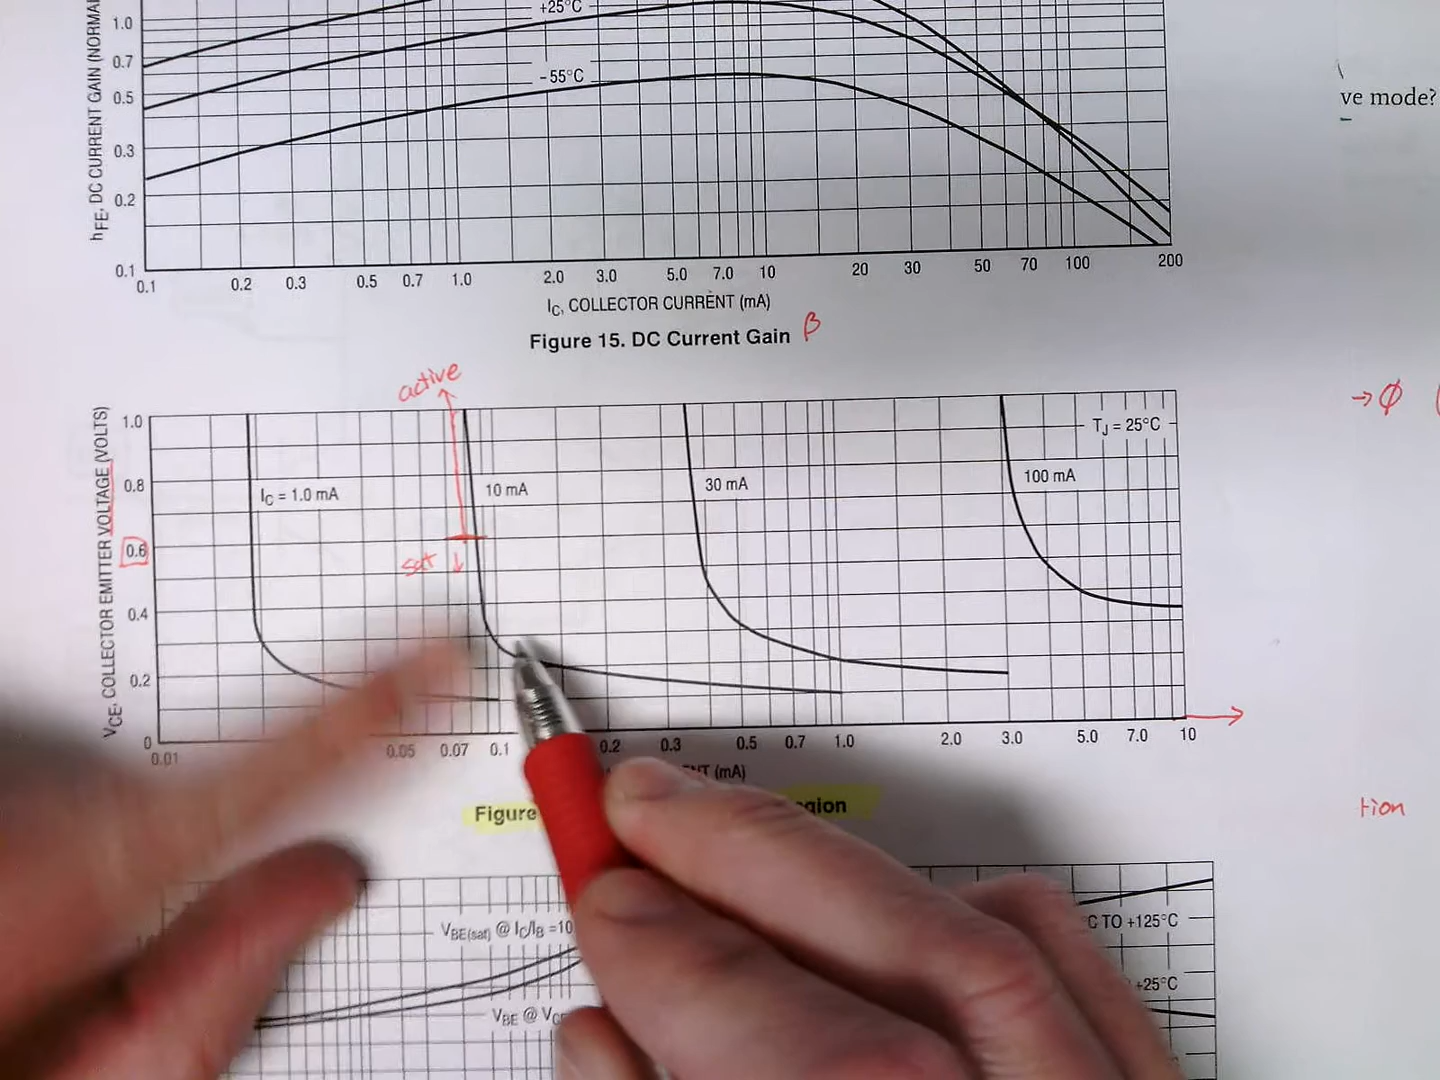 hFE, DC CURRENT GAIN (NORMA
1.0
0.7
0.5
0.3
0.2
0.1
+25°C
-55°C
0.1 0.2 0.3 0.5 0.7 1.0 2.0 3.0 5.0 7.0 10 20 30 50 70 100 200
IC, COLLECTOR CURRENT (mA)
Figure 15. DC Current Gain β
ve mode?
active
→ϕ
VCE, COLLECTOR EMITTER VOLTAGE (VOLTS)
1.0
0.8
0.6
0.4
0.2
0
TJ = 25°C
IC = 1.0 mA
10 mA
30 mA
100 mA
sat ↓
0.01 0.05 0.07 0.1 0.2 0.3 0.5 0.7 1.0 2.0 3.0 5.0 7.0 10
NT (mA)
Figure
egion
tion
VBE(sat) @ IC/IB =10
VBE @ VCE
°C TO +125°C
+25°C